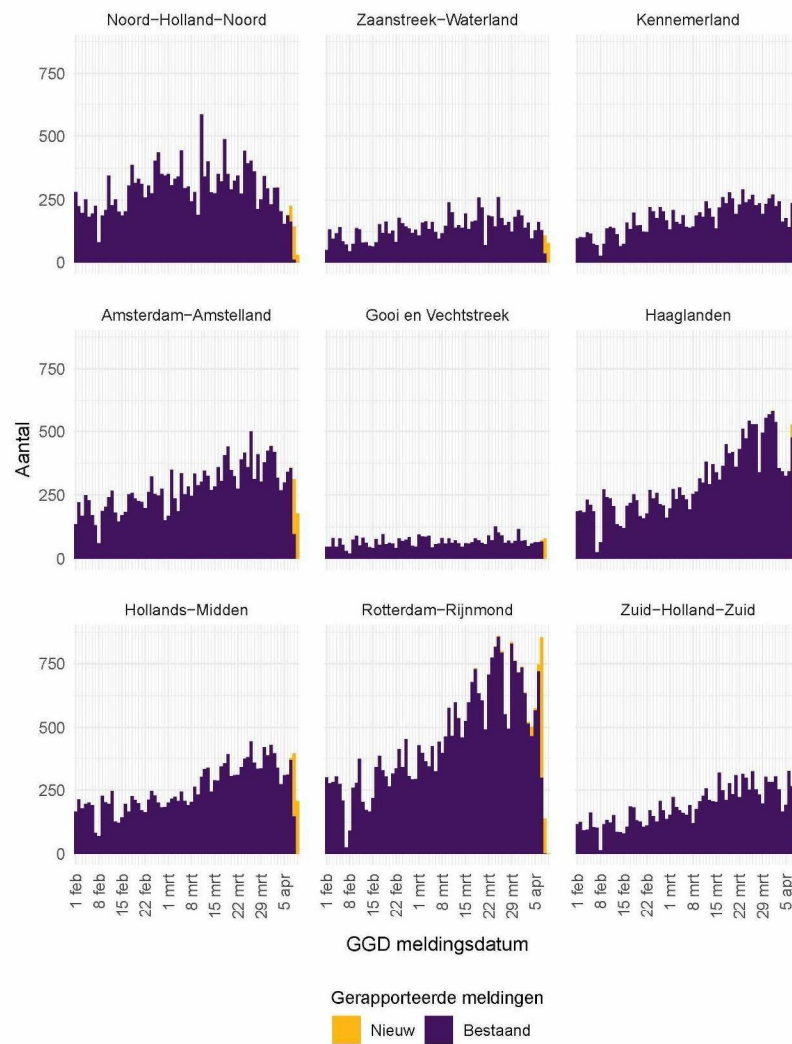 Noord-Holland-Noord Zaanstreek-Waterland Kennemerland
750
500
250
0
Amsterdam-Amstelland Gooi en Vechtstreek Haaglanden
750
500
250
0
Aantal
Hollands-Midden Rotterdam-Rijnmond Zuid-Holland-Zuid
750
500
250
0
1 feb 8 feb 15 feb 22 feb 1 mrt 8 mrt 15 mrt 22 mrt 29 mrt 5 apr 1 feb 8 feb 15 feb 22 feb 1 mrt 8 mrt 15 mrt 22 mrt 29 mrt 5 apr 1 feb 8 feb 15 feb 22 feb 1 mrt 8 mrt 15 mrt 22 mrt 29 mrt 5 apr
GGD meldingsdatum
Gerapporteerde meldingen
Nieuw Bestaand